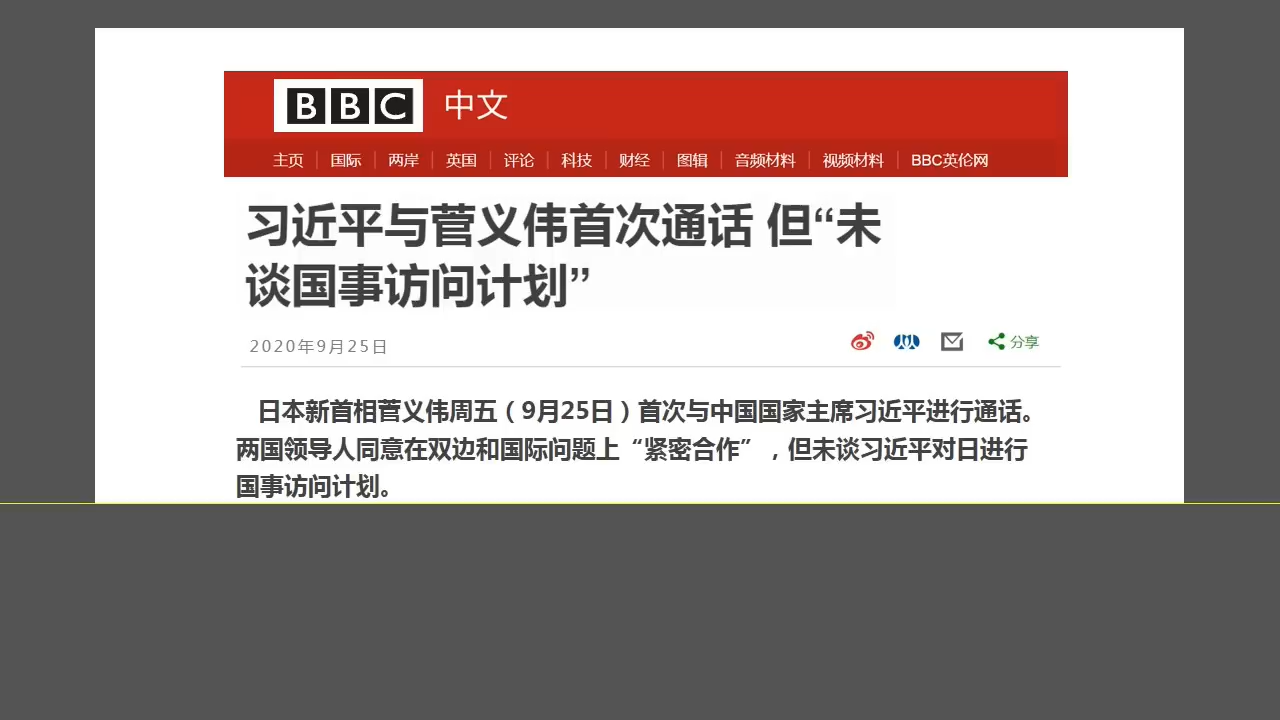 BBC 中文
主页 国际 两岸 英国 评论 科技 财经 图辑 音频材料 视频材料 BBC英伦网
习近平与菅义伟首次通话 但“未
谈国事访问计划”
2020年9月25日 分享
日本新首相菅义伟周五（9月25日）首次与中国国家主席习近平进行通话。
两国领导人同意在双边和国际问题上“紧密合作”，但未谈习近平对日进行
国事访问计划。